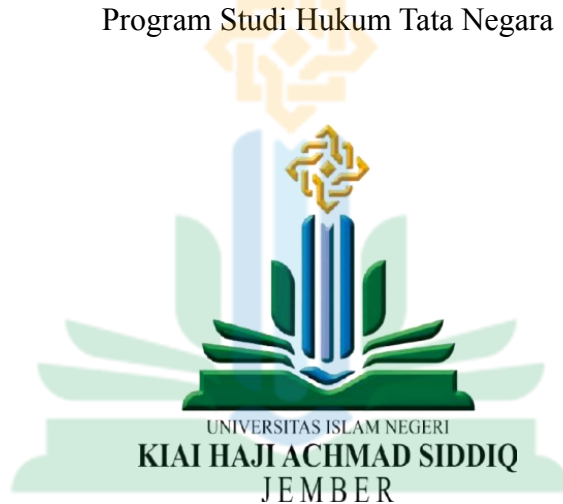 Program Studi Hukum Tata Negara
UNIVERSITAS ISLAM NEGERI
KIAI HAJI ACHMAD SIDDIQ
JEMBER